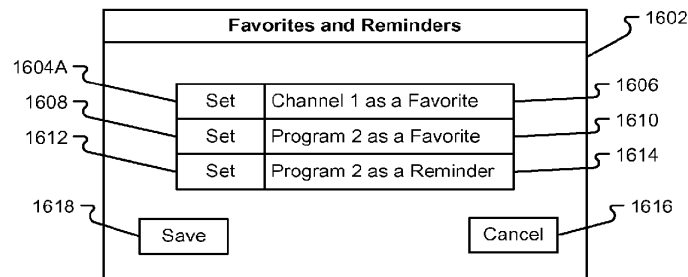 Favorites and Reminders
1602
1604A
Set Channel 1 as a Favorite
1606
1608
Set Program 2 as a Favorite
1610
1612
Set Program 2 as a Reminder
1614
1618
Save
Cancel
1616